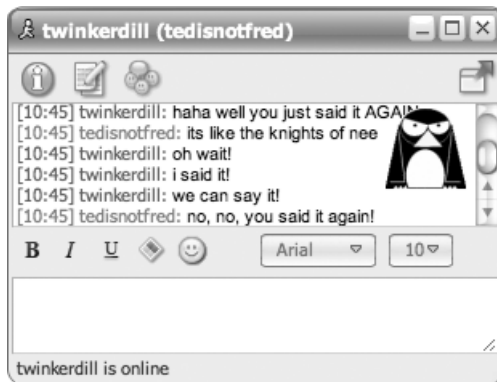 twinkerdill (tedisnotfred)
[10:45] twinkerdill: haha well you just said it AGAIN
[10:45] tedisnotfred: its like the knights of nee
[10:45] twinkerdill: oh wait!
[10:45] twinkerdill: i said it!
[10:45] twinkerdill: we can say it!
[10:45] tedisnotfred: no, no, you said it again!
B I U Arial 10
twinkerdill is online